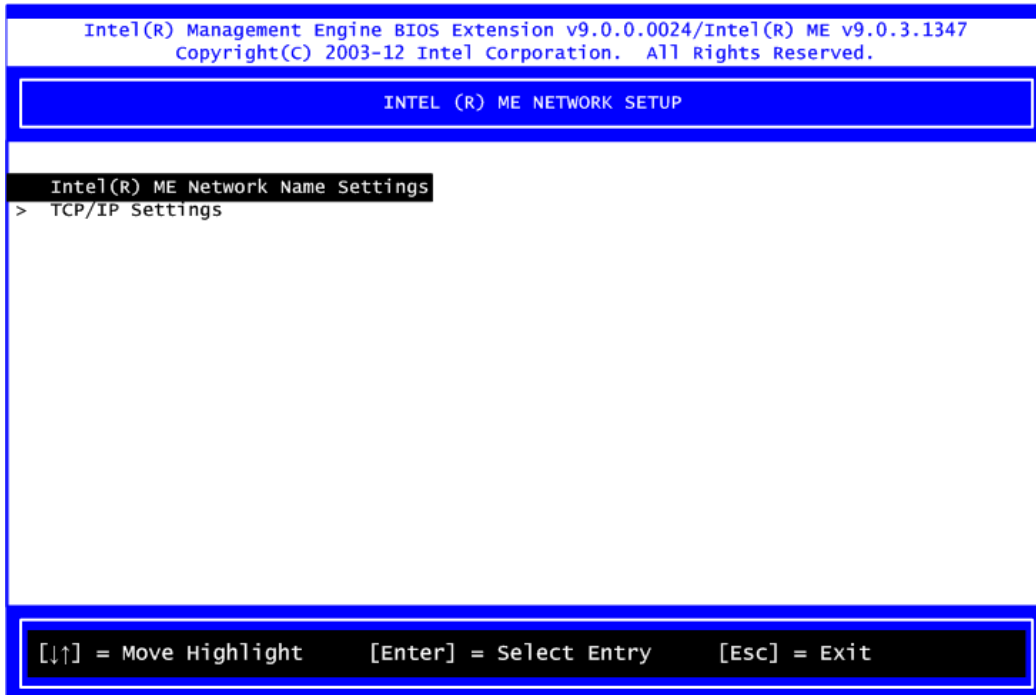 Intel(R) Management Engine BIOS Extension v9.0.0.0024/Intel(R) ME v9.0.3.1347
Copyright(C) 2003-12 Intel Corporation.  All Rights Reserved.
INTEL (R) ME NETWORK SETUP
Intel(R) ME Network Name Settings
> TCP/IP Settings
[↓↑] = Move Highlight [Enter] = Select Entry [Esc] = Exit